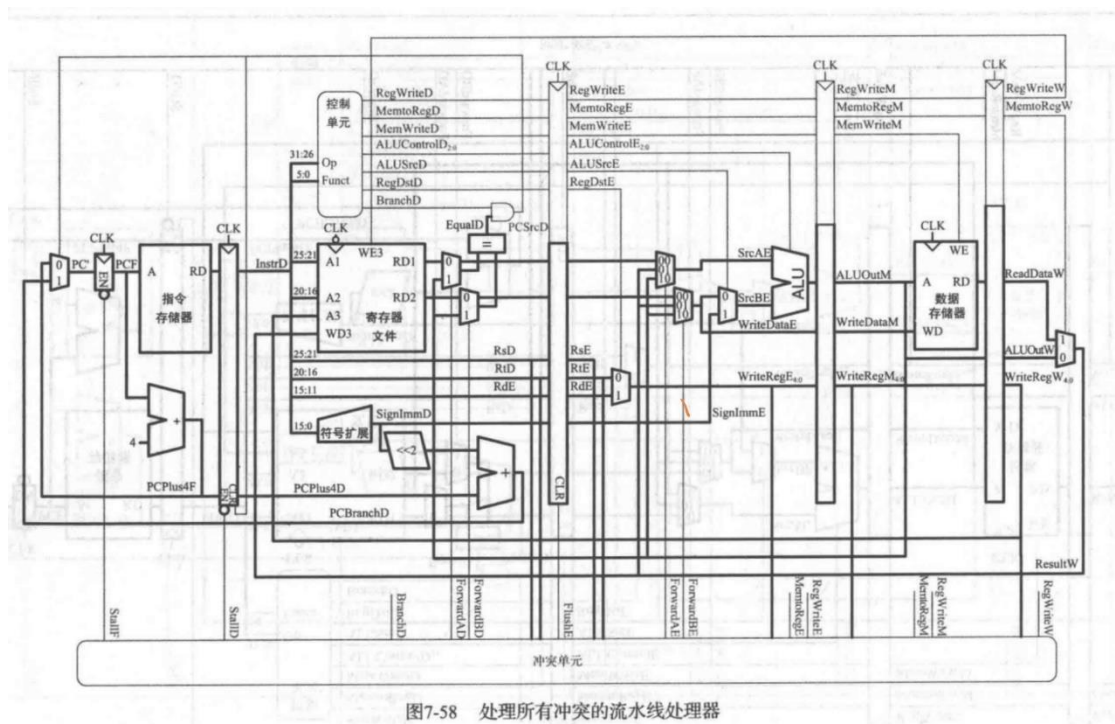 CLK
CLK
CLK
控制
单元
RegWriteD
RegWriteE
RegWriteM
RegWriteW
MemtoRegD
MemtoRegE
MemtoRegM
MemtoRegW
MemWriteD
MemWriteE
MemWriteM
ALUControlD2:0
ALUControlE2:0
31:26
Op
ALUSrcD
ALUSrcE
5:0
Funct
RegDstD
RegDstE
BranchD
EqualD
PCSrcD
CLK
CLK
CLK
CLK
=
0
1
PC'
EN
PCF
A
RD
指令
存储器
InstrD
25:21
A1
WE3
RD1
20:16
A2
RD2
A3
寄存器
WD3
文件
0
1
0
1
00
01
10
00
01
10
0
1
SrcAE
SrcBE
ALU
WriteDataE
ALUOutM
WriteDataM
WE
A
RD
数据
存储器
WD
ReadDataW
ALUOutW
1
0
25:21
RsD
RsE
20:16
RtD
RtE
15:11
RdE
RdE
0
1
WriteRegE4:0
WriteRegM4:0
WriteRegW4:0
SignImmD
SignImmE
15:0
符号扩展
<<2
+
4
+
PCPlus4F
EN
CLR
PCPlus4D
CLR
PCBranchD
ResultW
StallF
StallD
BranchD
ForwardAD
ForwardBD
FlushE
ForwardAE
ForwardBE
MemtoRegE
RegWriteE
MemtoRegM
RegWriteM
RegWriteW
冲突单元
图7-58 处理所有冲突的流水线处理器